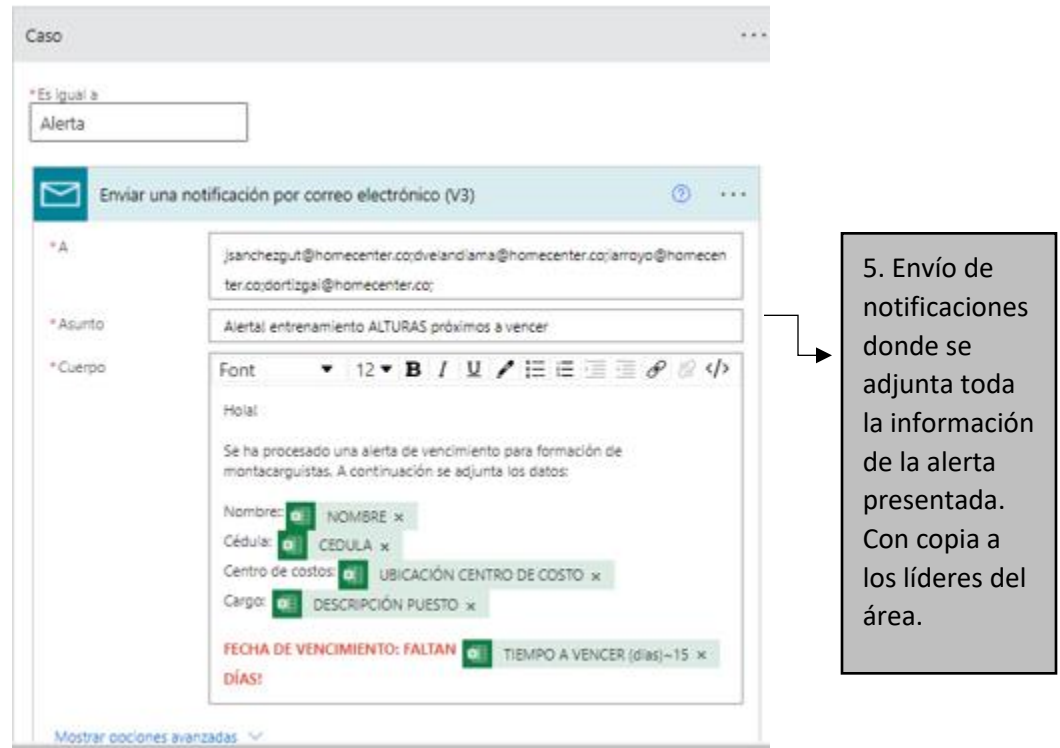 Caso
* Es igual a
Alerta
Enviar una notificación por correo electrónico (V3)
* A
jsanchezgut@homecenter.co;dvelandiama@homecenter.co;larroyo@homecen
ter.co;dortizgal@homecenter.co;
* Asunto
Alerta! entrenamiento ALTURAS próximos a vencer
* Cuerpo
Font 12 B I U </>
Hola!
Se ha procesado una alerta de vencimiento para formación de
montacarguistas. A continuación se adjunta los datos:
Nombre: NOMBRE ×
Cédula: CEDULA ×
Centro de costos: UBICACIÓN CENTRO DE COSTO ×
Cargo: DESCRIPCIÓN PUESTO ×
FECHA DE VENCIMIENTO: FALTAN TIEMPO A VENCER (días)~15 ×
DÍAS!
Mostrar opciones avanzadas
5. Envío de
notificaciones
donde se
adjunta toda
la información
de la alerta
presentada.
Con copia a
los líderes del
área.